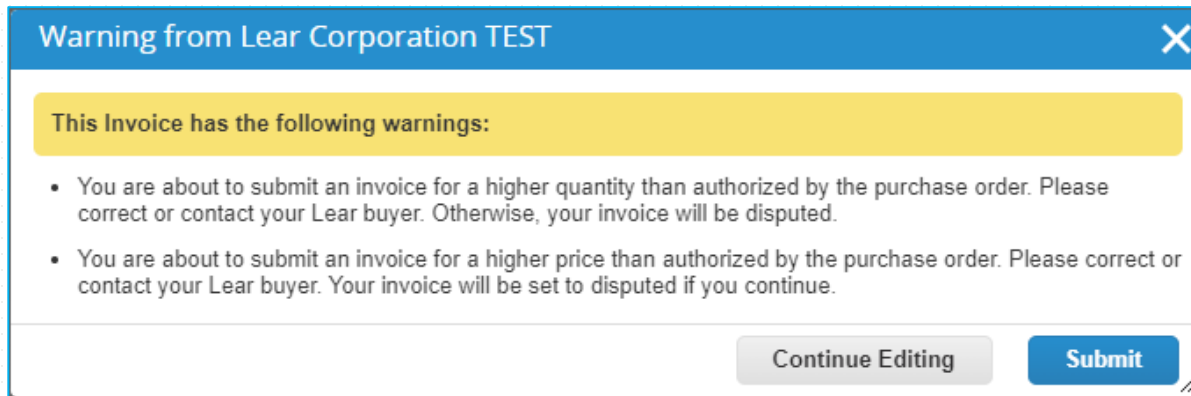 Warning from Lear Corporation TEST
This Invoice has the following warnings:
• You are about to submit an invoice for a higher quantity than authorized by the purchase order. Please
correct or contact your Lear buyer. Otherwise, your invoice will be disputed.
• You are about to submit an invoice for a higher price than authorized by the purchase order. Please correct or
contact your Lear buyer. Your invoice will be set to disputed if you continue.
Continue Editing
Submit